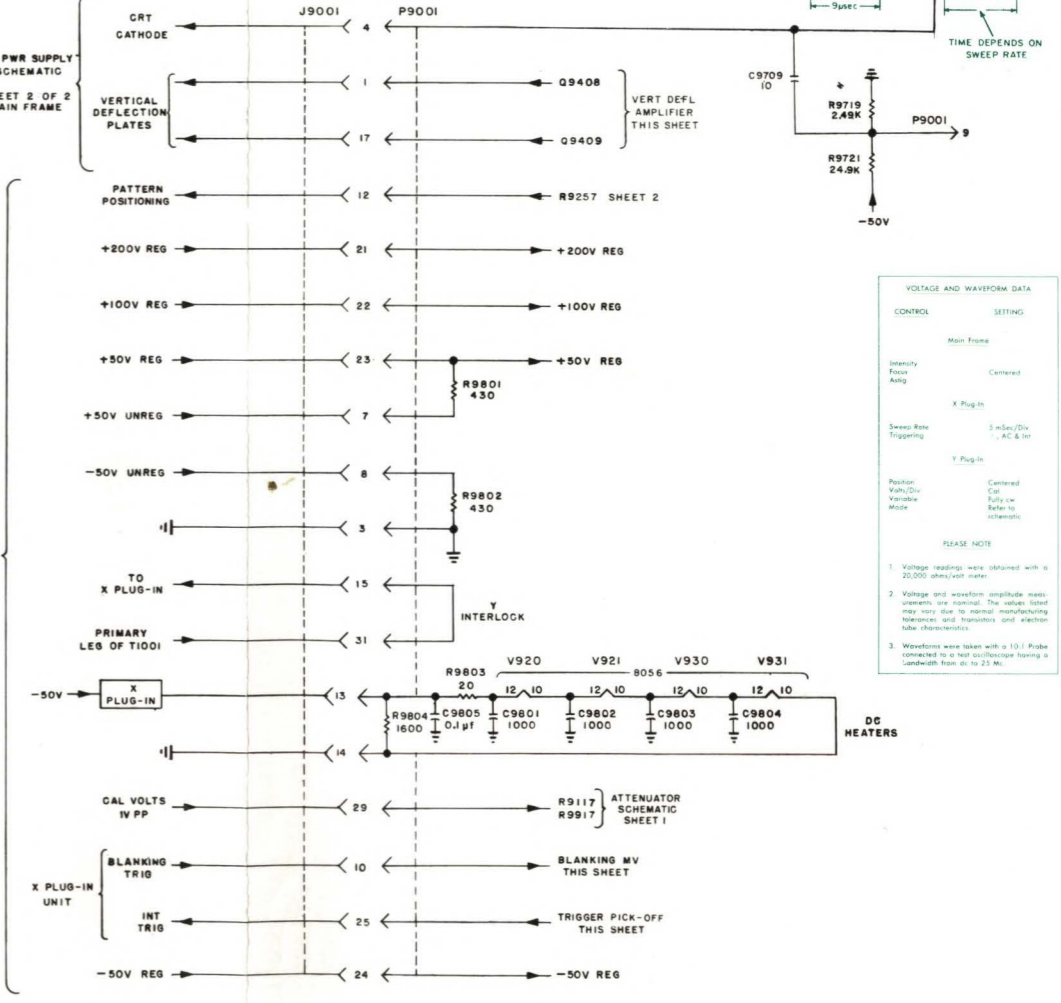 J9001 P9001
9µsec
CRT
CATHODE
4
TIME DEPENDS ON
SWEEP RATE
PWR SUPPLY
SCHEMATIC
SHEET 2 OF 2
MAIN FRAME
VERTICAL
DEFLECTION
PLATES
1
Q9408
17
Q9409
VERT DEFL
AMPLIFIER
THIS SHEET
C9709
10
R9719
2.49K
P9001
9
R9721
24.9K
-50V
PATTERN
POSITIONING
12
R9257 SHEET 2
+200V REG 21 +200V REG
+100V REG 22 +100V REG
+50V REG 23 +50V REG
R9801
430
+50V UNREG 7
-50V UNREG 8
R9802
430
3
TO
X PLUG-IN
15
Y
INTERLOCK
PRIMARY
LEG OF T1001
31
-50V
X
PLUG-IN
13
R9803
20
V920 V921 V930 V931
8056
12 10 12 10 12 10 12 10
R9804
1600
C9805
0.1µf
C9801
1000
C9802
1000
C9803
1000
C9804
1000
DC
HEATERS
14
CAL VOLTS
1V PP
29
R9117
R9917
ATTENUATOR
SCHEMATIC
SHEET 1
X PLUG-IN
UNIT
BLANKING
TRIG
10
BLANKING MV
THIS SHEET
INT
TRIG
25
TRIGGER PICK-OFF
THIS SHEET
-50V REG 24 -50V REG
VOLTAGE AND WAVEFORM DATA
CONTROL SETTING
Main Frame
Intensity
Focus Centered
Astig
X Plug-In
Sweep Rate 5 mSec/Div
Triggering , AC & Int
Y Plug-In
Position Centered
Volts/Div Cal
Variable Fully cw
Mode Refer to
schematic
PLEASE NOTE
1. Voltage readings were obtained with a
20,000 ohms/volt meter.
2. Voltage and waveform amplitude meas-
urements are nominal. The values listed
may vary due to normal manufacturing
tolerances and transistors and electron
tube characteristics.
3. Waveforms were taken with a 10:1 Probe
connected to a test oscilloscope having a
bandwidth from dc to 25 Mc.